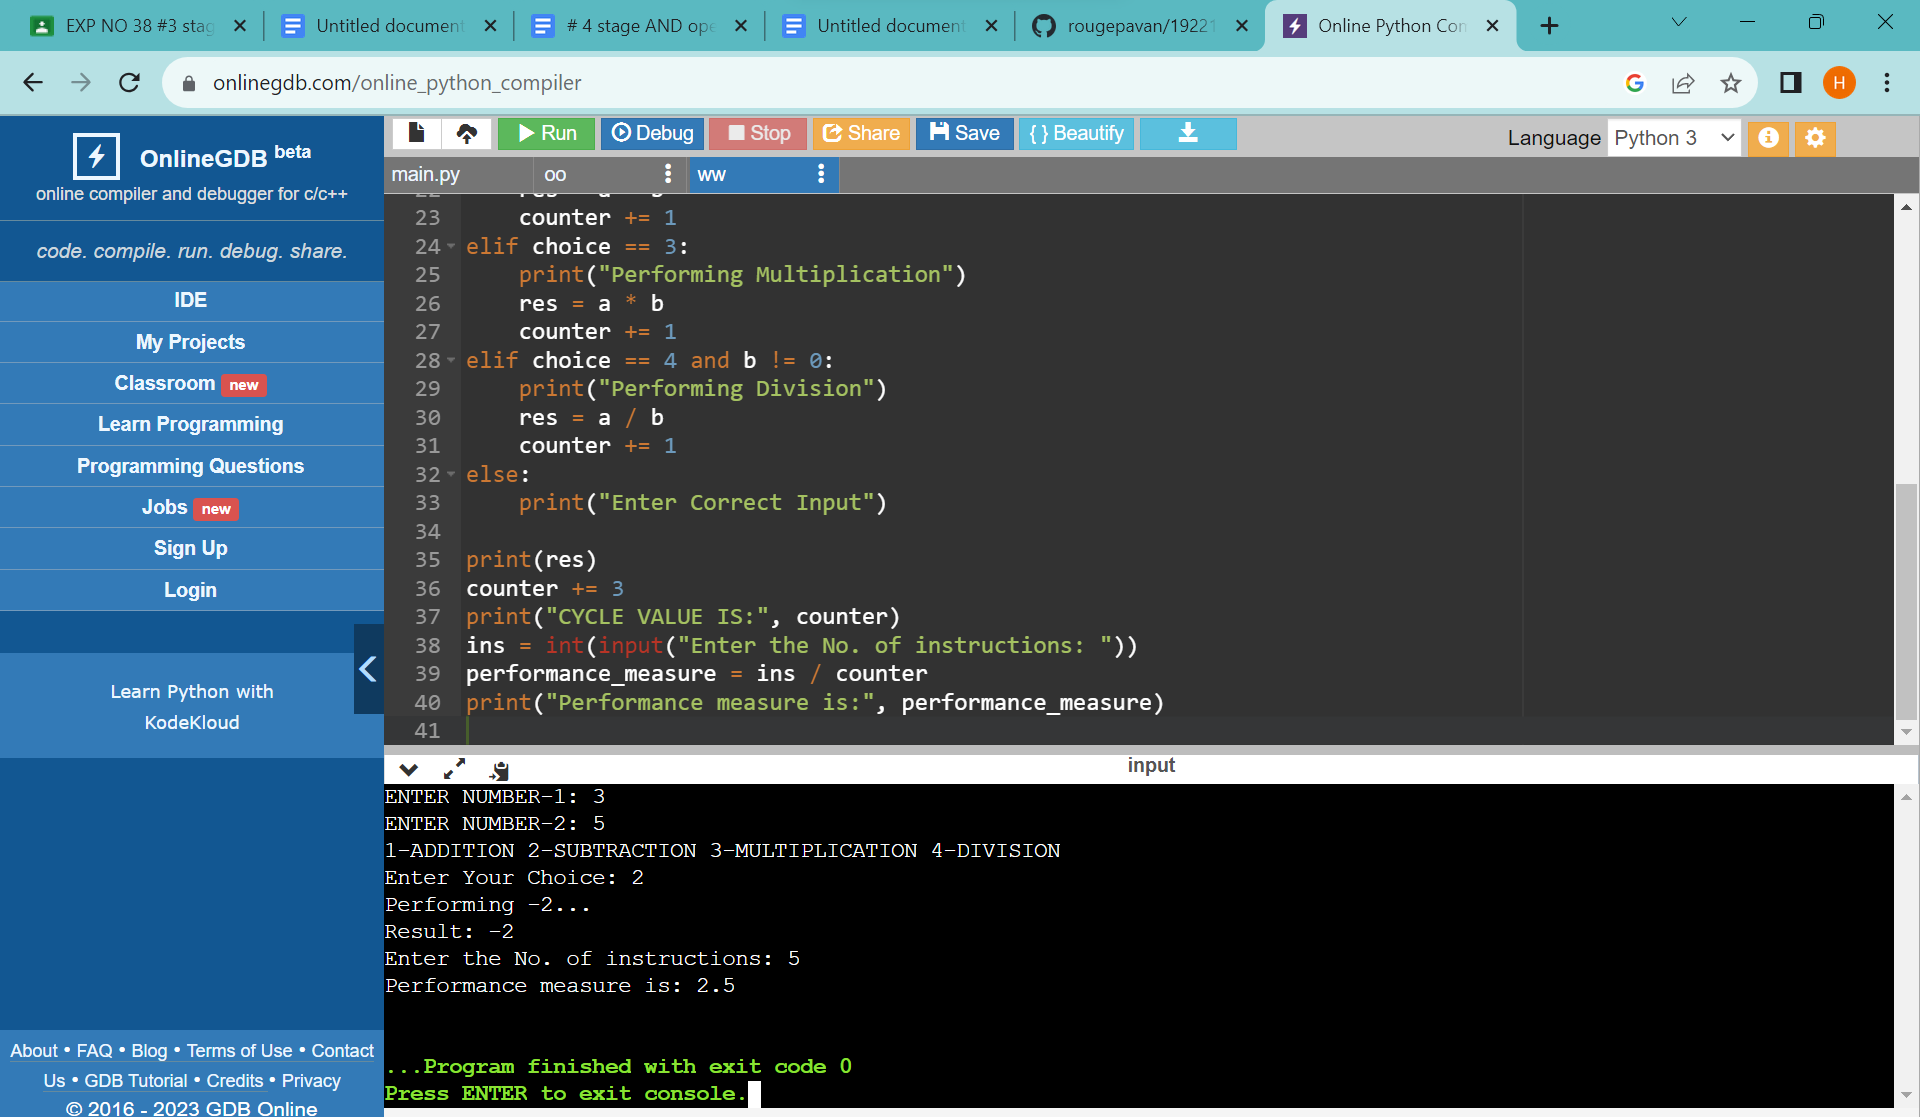 EXP NO 38 #3 stag
Untitled document
# 4 stage AND ope
Untitled document
rougepavan/19221
Online Python Con
onlinegdb.com/online_python_compiler
H
OnlineGDB beta
online compiler and debugger for c/c++
code. compile. run. debug. share.
IDE
My Projects
Classroom new
Learn Programming
Programming Questions
Jobs new
Sign Up
Login
Learn Python with
KodeKloud
About • FAQ • Blog • Terms of Use • Contact
Us • GDB Tutorial • Credits • Privacy
© 2016 - 2023 GDB Online
Run Debug Stop Share Save { } Beautify
Language Python 3
main.py oo ww
23 counter += 1
24 elif choice == 3:
25 print("Performing Multiplication")
26 res = a * b
27 counter += 1
28 elif choice == 4 and b != 0:
29 print("Performing Division")
30 res = a / b
31 counter += 1
32 else:
33 print("Enter Correct Input")
34
35 print(res)
36 counter += 3
37 print("CYCLE VALUE IS:", counter)
38 ins = int(input("Enter the No. of instructions: "))
39 performance_measure = ins / counter
40 print("Performance measure is:", performance_measure)
41
input
ENTER NUMBER-1: 3
ENTER NUMBER-2: 5
1-ADDITION 2-SUBTRACTION 3-MULTIPLICATION 4-DIVISION
Enter Your Choice: 2
Performing -2...
Result: -2
Enter the No. of instructions: 5
Performance measure is: 2.5
...Program finished with exit code 0
Press ENTER to exit console.